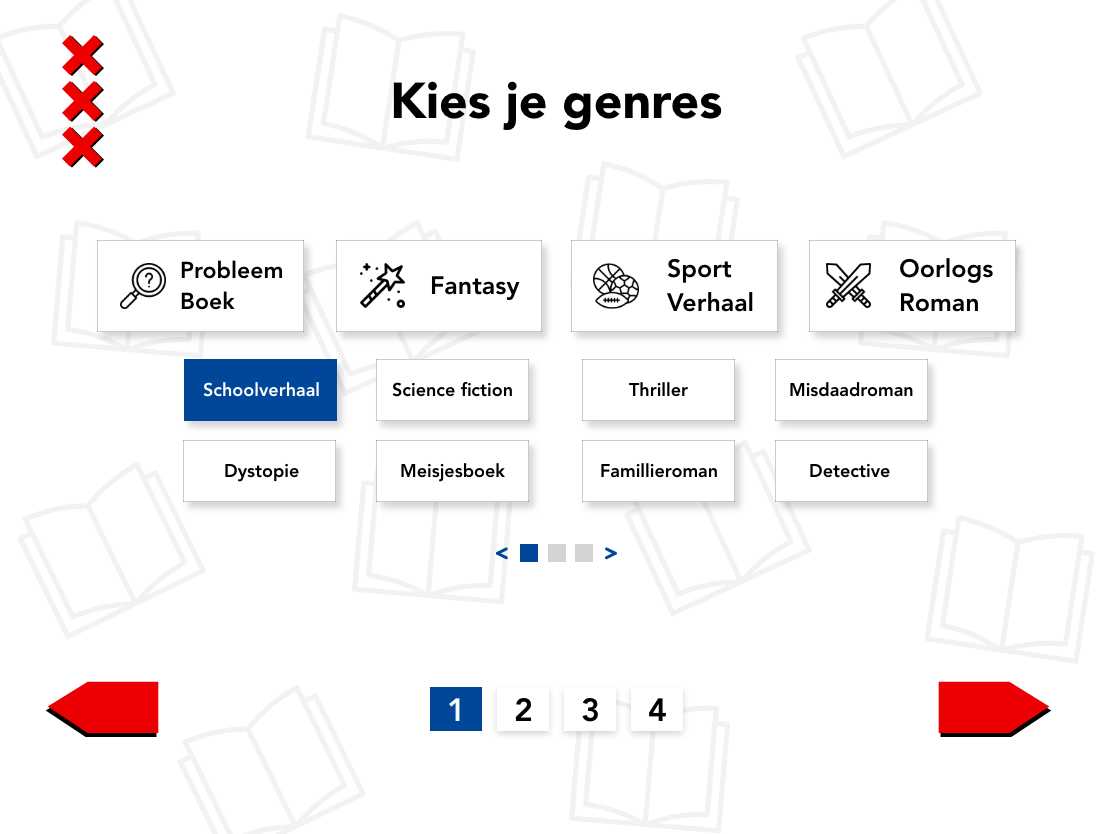 Kies je genres
Probleem
Boek
Fantasy
Sport
Verhaal
Oorlogs
Roman
Schoolverhaal
Science fiction
Thriller
Misdaadroman
Dystopie
Meisjesboek
Famillieroman
Detective
< >
1 2 3 4